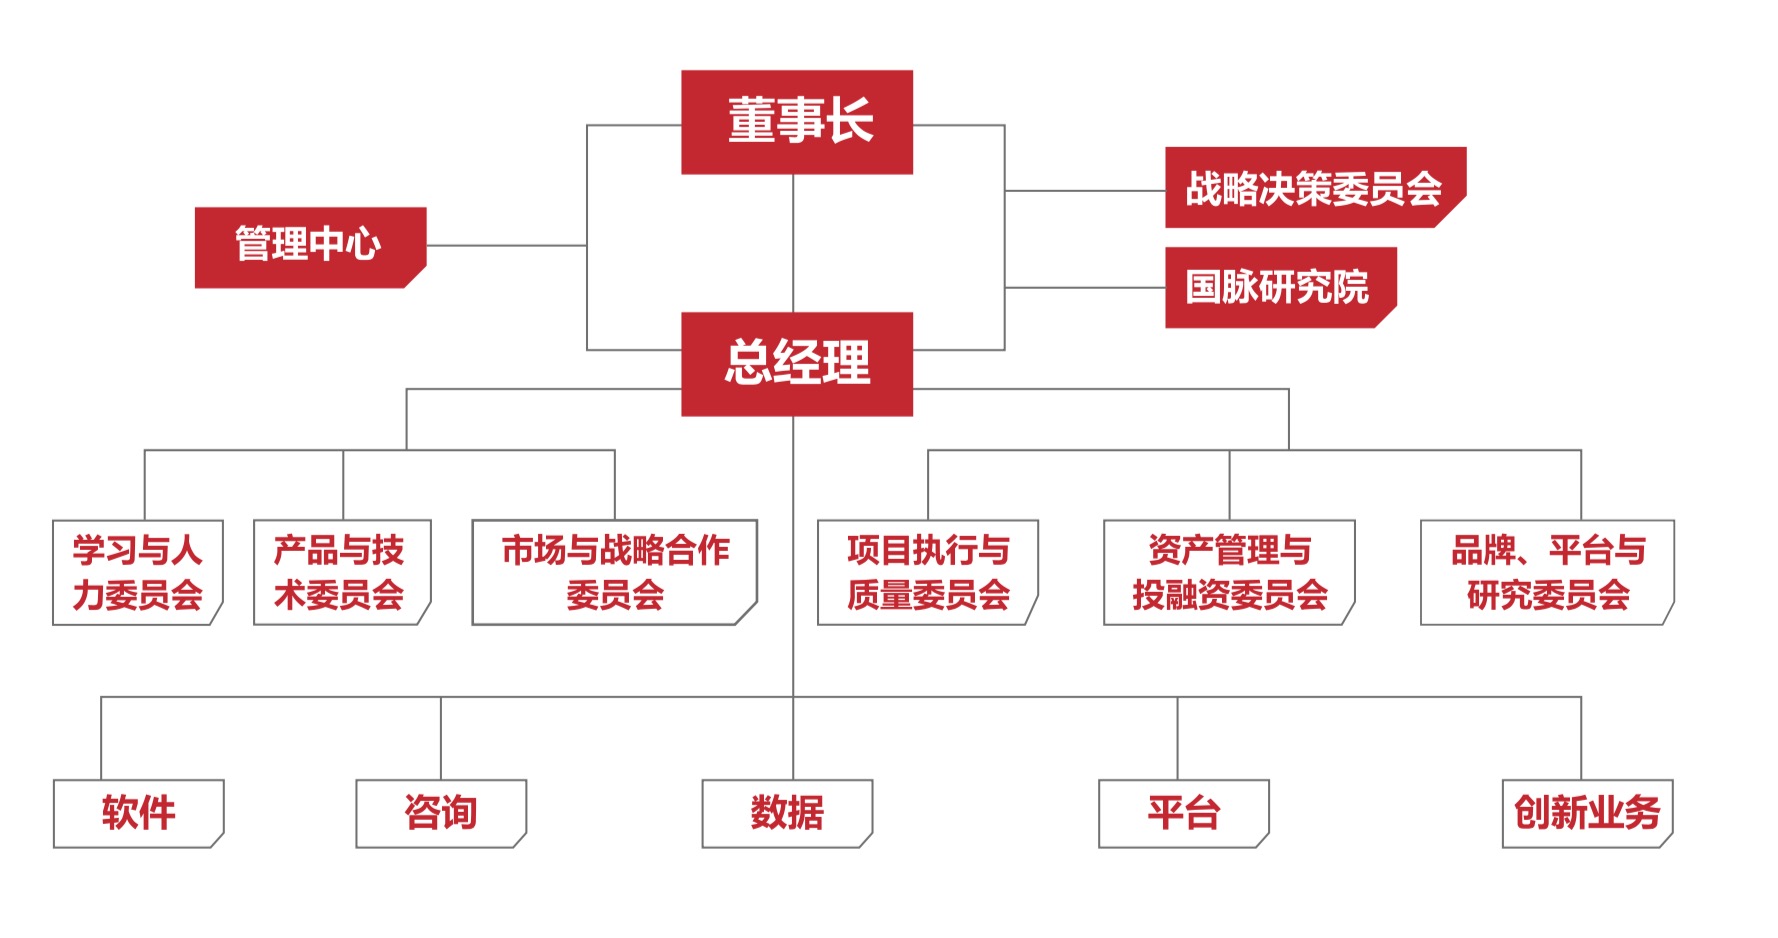 董事长
战略决策委员会
管理中心
国脉研究院
总经理
学习与人
力委员会
产品与技
术委员会
市场与战略合作
委员会
项目执行与
质量委员会
资产管理与
投融资委员会
品牌、平台与
研究委员会
软件
咨询
数据
平台
创新业务